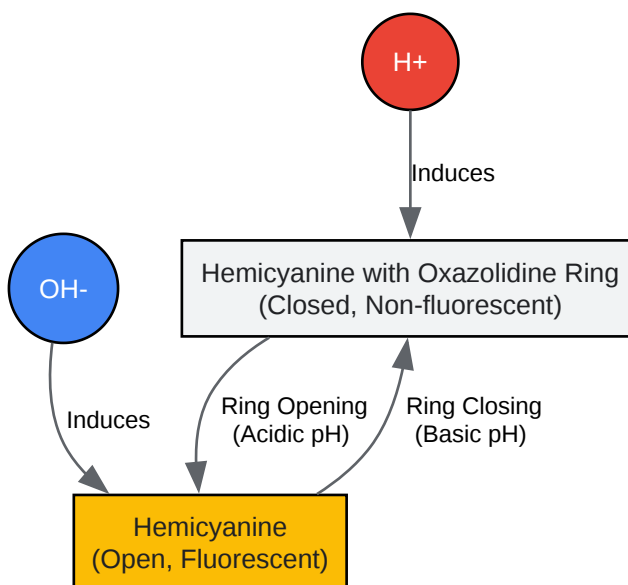 H+
Induces
Hemicyanine with Oxazolidine Ring
(Closed, Non-fluorescent)
OH-
Induces
Ring Opening
(Acidic pH)
Ring Closing
(Basic pH)
Hemicyanine
(Open, Fluorescent)